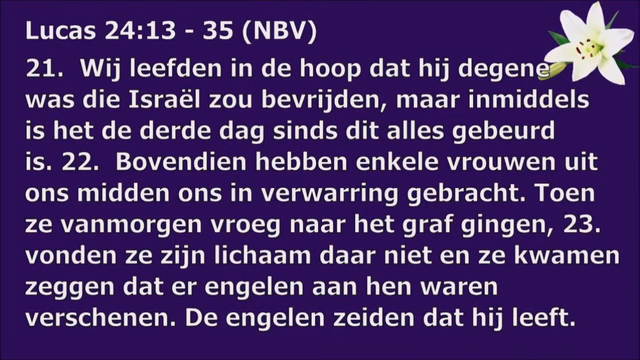 Lucas 24:13 - 35 (NBV)
21.  Wij leefden in de hoop dat hij degene
was die Israël zou bevrijden, maar inmiddels
is het de derde dag sinds dit alles gebeurd
is. 22.  Bovendien hebben enkele vrouwen uit
ons midden ons in verwarring gebracht. Toen
ze vanmorgen vroeg naar het graf gingen, 23.
vonden ze zijn lichaam daar niet en ze kwamen
zeggen dat er engelen aan hen waren
verschenen. De engelen zeiden dat hij leeft.